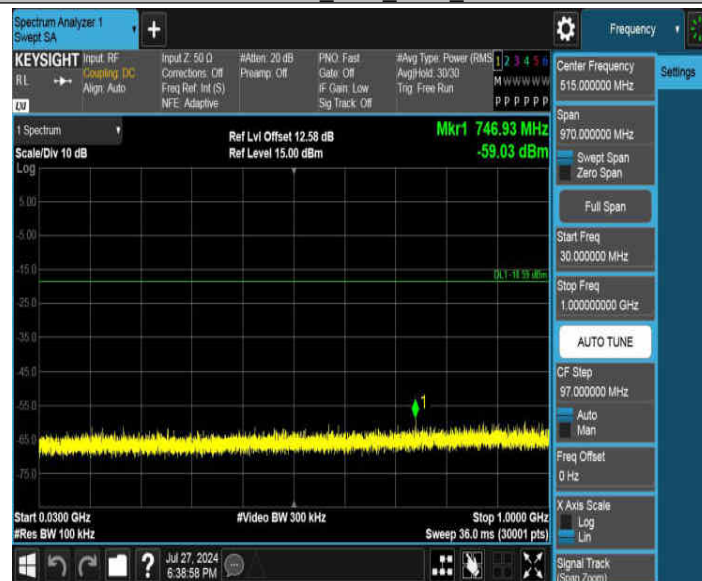 Spectrum Analyzer 1
Swept SA
+
Frequency
KEYSIGHT
RL
Input: RF
Coupling: DC
Align: Auto
Input Z: 50 Ω
Corrections: Off
Freq Ref: Int (S)
NFE: Adaptive
#Atten: 20 dB
Preamp: Off
PNO: Fast
Gate: Off
IF Gain: Low
Sig Track: Off
#Avg Type: Power (RMS
Avg|Hold: 30/30
Trig: Free Run
1 2 3 4 5 6
M W W W W W
P P P P P P
Settings
1 Spectrum
Scale/Div 10 dB
Log
Ref Lvl Offset 12.58 dB
Ref Level 15.00 dBm
Mkr1 746.93 MHz
-59.03 dBm
5.00
-5.00
-15.0
-25.0
-35.0
-45.0
-55.0
-65.0
-75.0
DL1 -18.59 dBm
1
Start 0.0300 GHz
#Res BW 100 kHz
#Video BW 300 kHz
Stop 1.0000 GHz
Sweep 36.0 ms (30001 pts)
Center Frequency
515.000000 MHz
Span
970.000000 MHz
Swept Span
Zero Span
Full Span
Start Freq
30.000000 MHz
Stop Freq
1.000000000 GHz
AUTO TUNE
CF Step
97.000000 MHz
Auto
Man
Freq Offset
0 Hz
X Axis Scale
Log
Lin
Signal Track
(Span Zoom)
?
Jul 27, 2024
6:38:58 PM